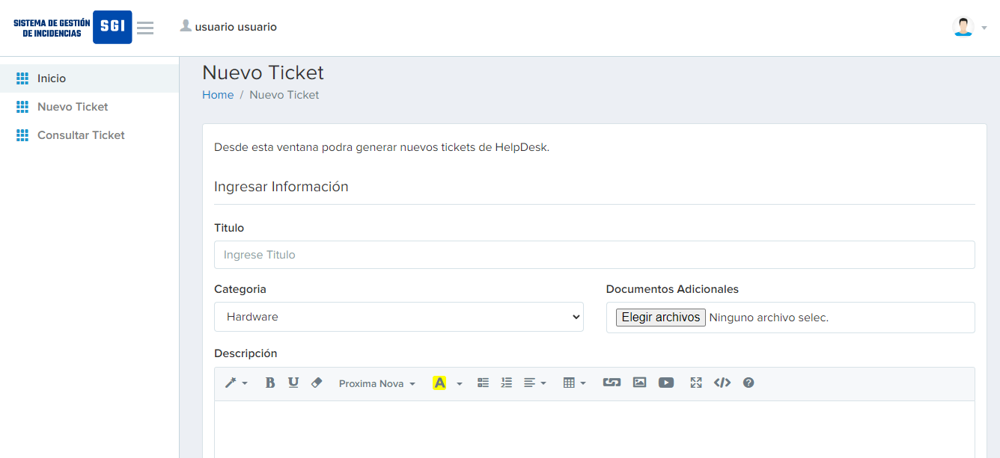 SISTEMA DE GESTIÓN
DE INCIDENCIAS
SGI
usuario usuario
Inicio
Nuevo Ticket
Consultar Ticket
Nuevo Ticket
Home / Nuevo Ticket
Desde esta ventana podra generar nuevos tickets de HelpDesk.
Ingresar Información
Titulo
Ingrese Titulo
Categoria
Documentos Adicionales
Hardware
Elegir archivos Ninguno archivo selec.
Descripción
B U Proxima Nova A </> ?